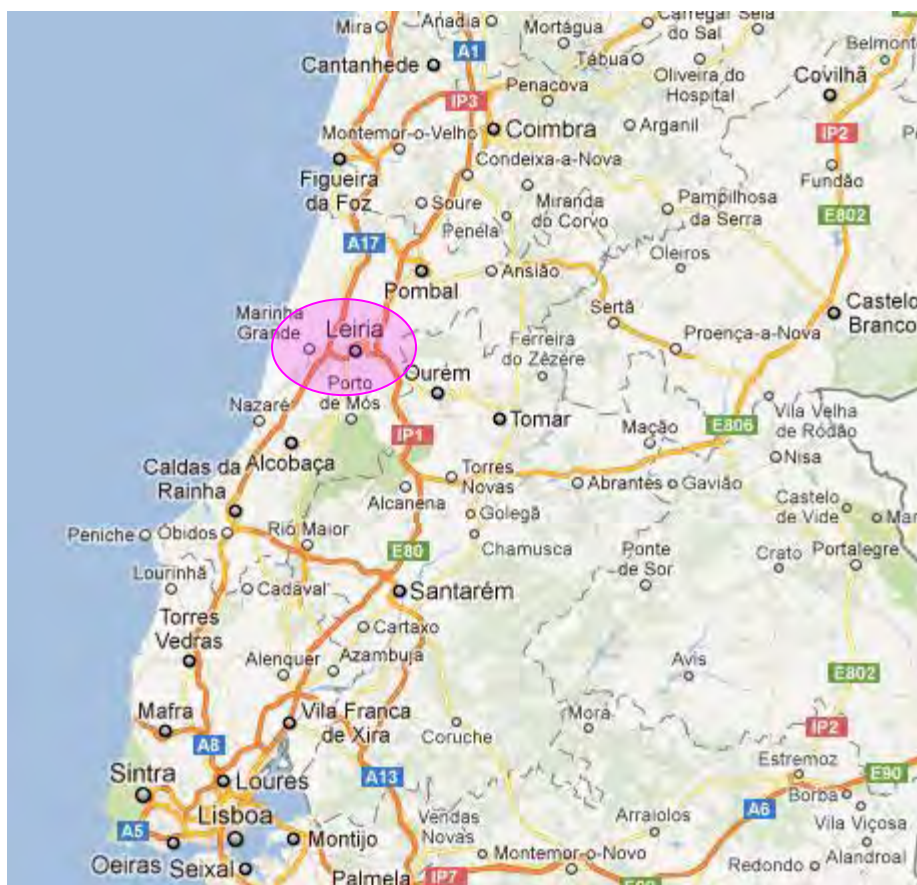 Mira
Anadia
Mortágua
Carregar Seia
do Sal
A1
Tábua
Belmont
Cantanhede
Oliveira do
Hospital
Covilhã
Penacova
IP3
Montemor-o-Velho
Coimbra
Arganil
IP2
Condeixa-a-Nova
Fundão
Figueira
da Foz
Soure
Miranda
do Corvo
Pampilhosa
da Serra
E802
Penela
A17
Oleiros
Ansião
Pombal
Marinha
Grande
Leiria
Sertã
Castelo
Branco
Proença-a-Nova
Ferreira
do Zêzere
Porto
de Mós
Ourém
Nazaré
Tomar
Vila Velha
de Ródão
E806
IP1
Mação
Alcobaça
Nisa
Caldas da
Rainha
Torres
Novas
Abrantes
Gavião
Alcanena
Castelo
de Vide
Mar
Golegã
Peniche
Óbidos
Rio Maior
Chamusca
E80
Ponte
de Sor
Crato
Portalegre
Lourinhã
Cadaval
Santarém
Torres
Vedras
Cartaxo
Alenquer
Azambuja
Avis
E802
Mafra
Vila Franca
de Xira
Coruche
Mora
IP2
A8
Estremoz
Sintra
Loures
A13
E90
Borba
A6
Lisboa
Vendas
Novas
Arraiolos
Vila Viçosa
A5
Montijo
Oeiras
Seixal
Montemor-o-Novo
Redondo
Alandroal
Palmela
IP7